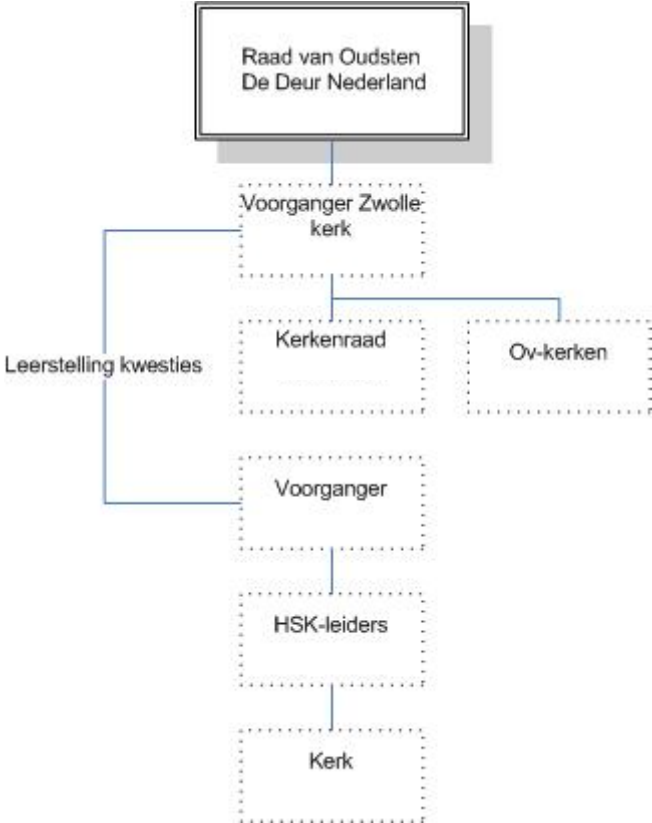 Raad van Oudsten
De Deur Nederland
Voorganger Zwolle
kerk
Kerkenraad
Ov-kerken
Leerstelling kwesties
Voorganger
HSK-leiders
Kerk